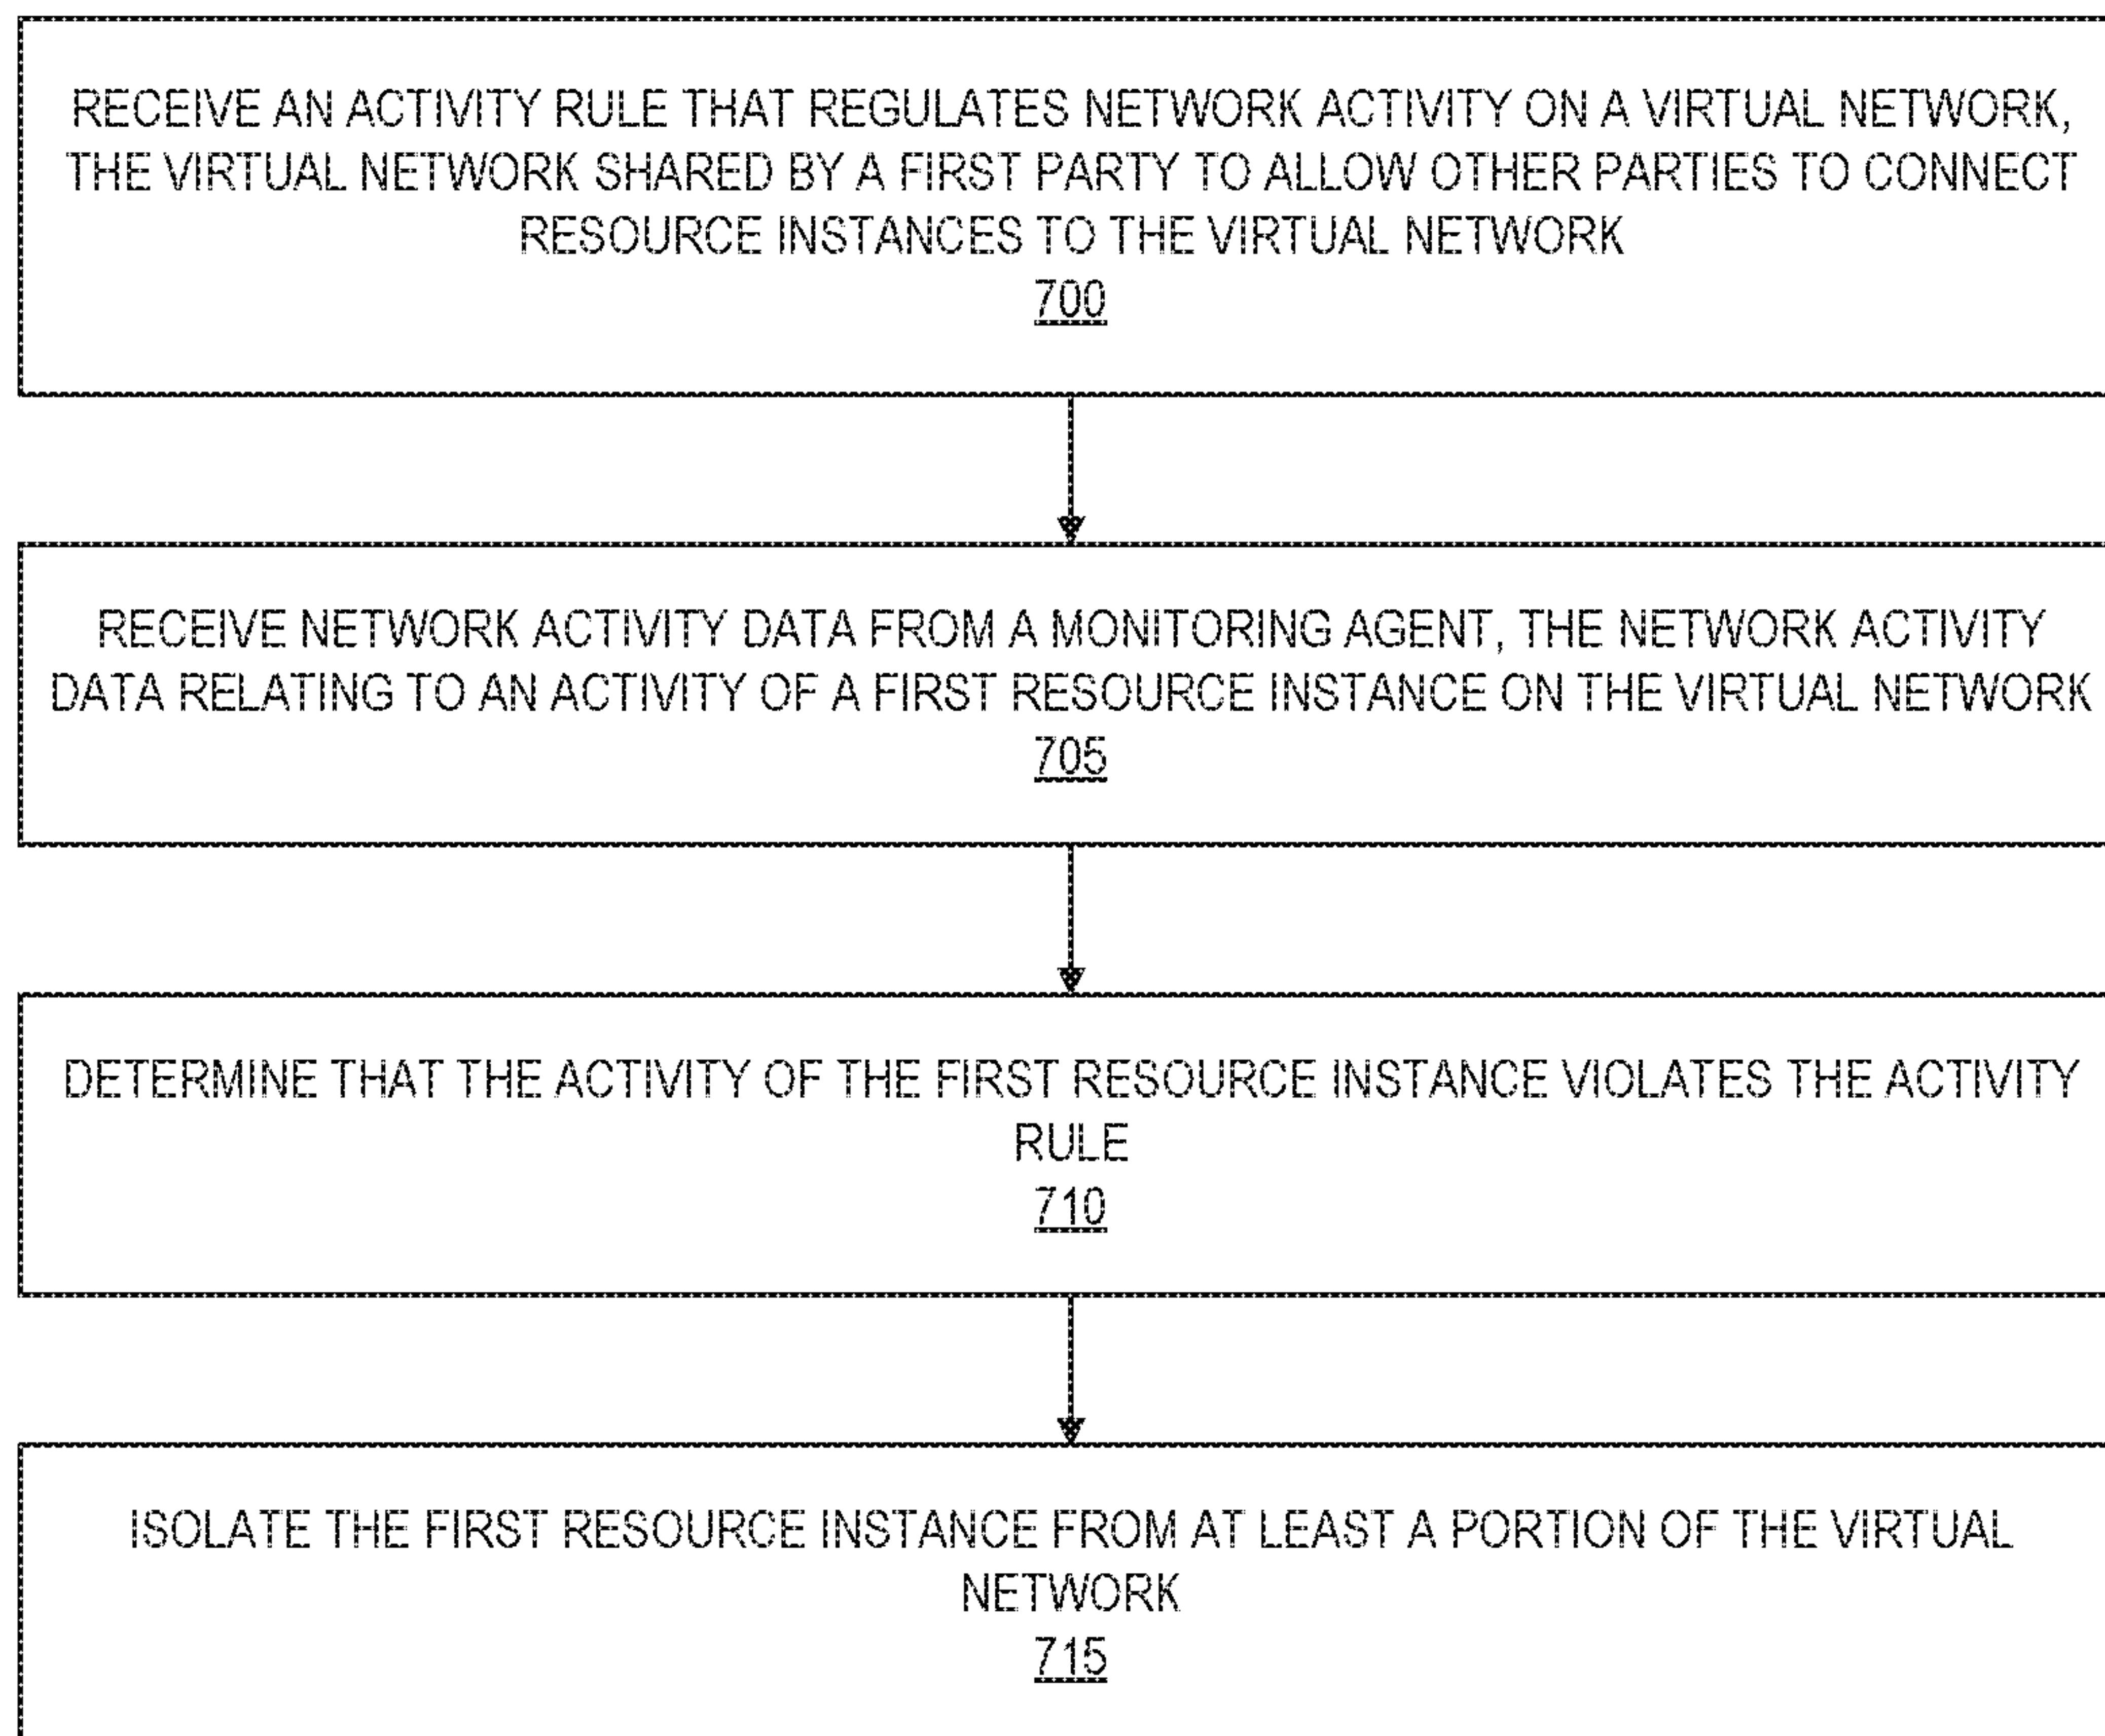 RECEIVE AN ACTIVITY RULE THAT REGULATES NETWORK ACTIVITY ON A VIRTUAL NETWORK,
THE VIRTUAL NETWORK SHARED BY A FIRST PARTY TO ALLOW OTHER PARTIES TO CONNECT
RESOURCE INSTANCES TO THE VIRTUAL NETWORK
700
RECEIVE NETWORK ACTIVITY DATA FROM A MONITORING AGENT, THE NETWORK ACTIVITY
DATA RELATING TO AN ACTIVITY OF A FIRST RESOURCE INSTANCE ON THE VIRTUAL NETWORK
705
DETERMINE THAT THE ACTIVITY OF THE FIRST RESOURCE INSTANCE VIOLATES THE ACTIVITY
RULE
710
ISOLATE THE FIRST RESOURCE INSTANCE FROM AT LEAST A PORTION OF THE VIRTUAL
NETWORK
715